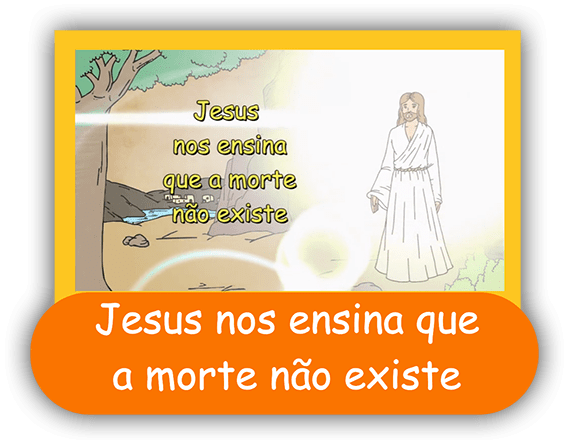 Jesus
nos ensina
que a morte
não existe
Jesus nos ensina que
a morte não existe